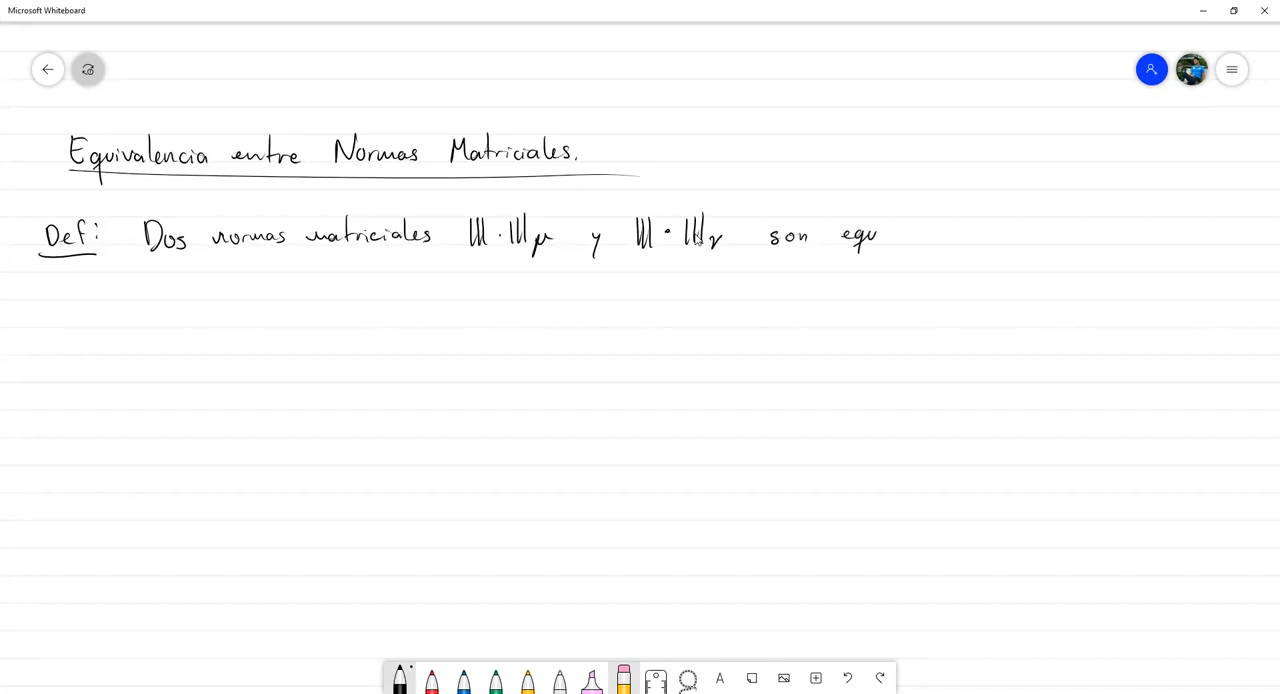 Microsoft Whiteboard
Equivalencia entre Normas Matriciales.
Def: Dos normas matriciales |||·|||μ y |||·|||γ son equ
A